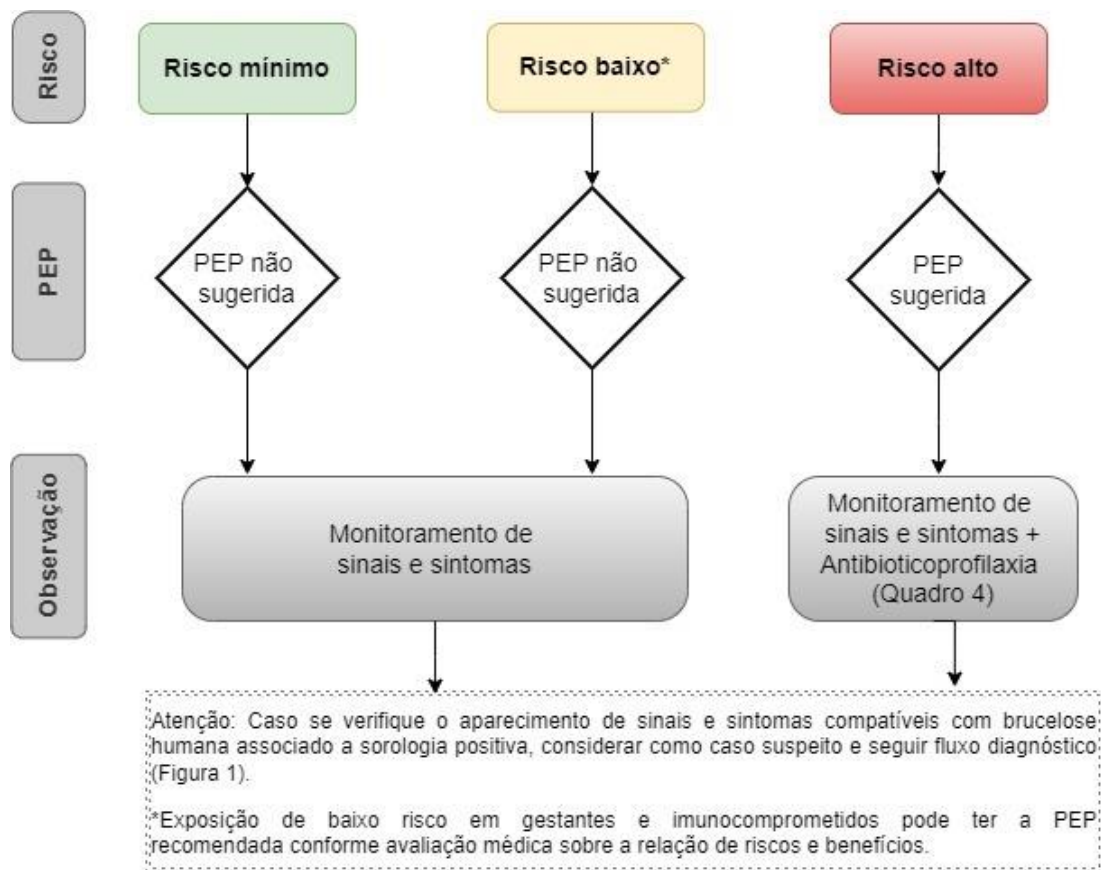 Risco
Risco mínimo
Risco baixo*
Risco alto
PEP
PEP não
sugerida
PEP não
sugerida
PEP
sugerida
Observação
Monitoramento de
sinais e sintomas
Monitoramento de
sinais e sintomas +
Antibioticoprofilaxia
(Quadro 4)
Atenção: Caso se verifique o aparecimento de sinais e sintomas compatíveis com brucelose
humana associado a sorologia positiva, considerar como caso suspeito e seguir fluxo diagnóstico
(Figura 1).
*Exposição de baixo risco em gestantes e imunocomprometidos pode ter a PEP
recomendada conforme avaliação médica sobre a relação de riscos e benefícios.